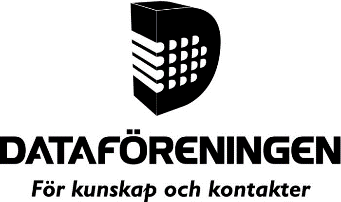 DATAFÖRENINGEN
För kunskap och kontakter